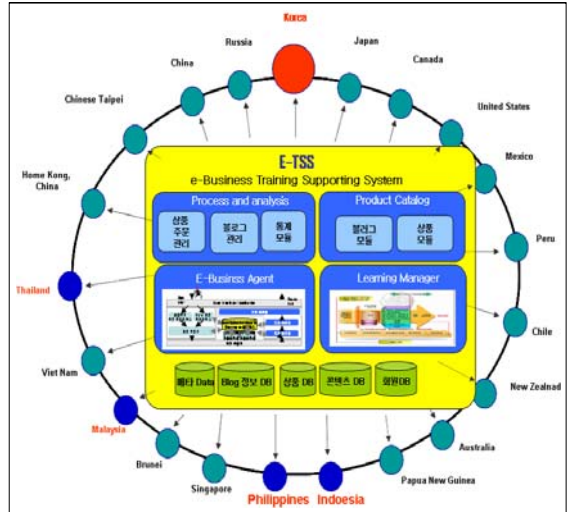 Korea
Russia
Japan
China
Canada
Chinese Taipei
United States
E-TSS
e-Business Training Supporting System
Mexico
Home Kong,
China
Process and analysis
Product Catalog
상품
주문
관리
블로그
관리
통계
모듈
블러그
모듈
상품
모듈
Peru
Thailand
E-Businss Agent
Learning Manager
Chile
Viet Nam
메타 Data
Blog 정보 DB
상품 DB
콘텐츠 DB
회원DB
New Zealnad
Malaysia
Australia
Brunei
Singapore
Philippines
Indoesia
Papua New Guinea